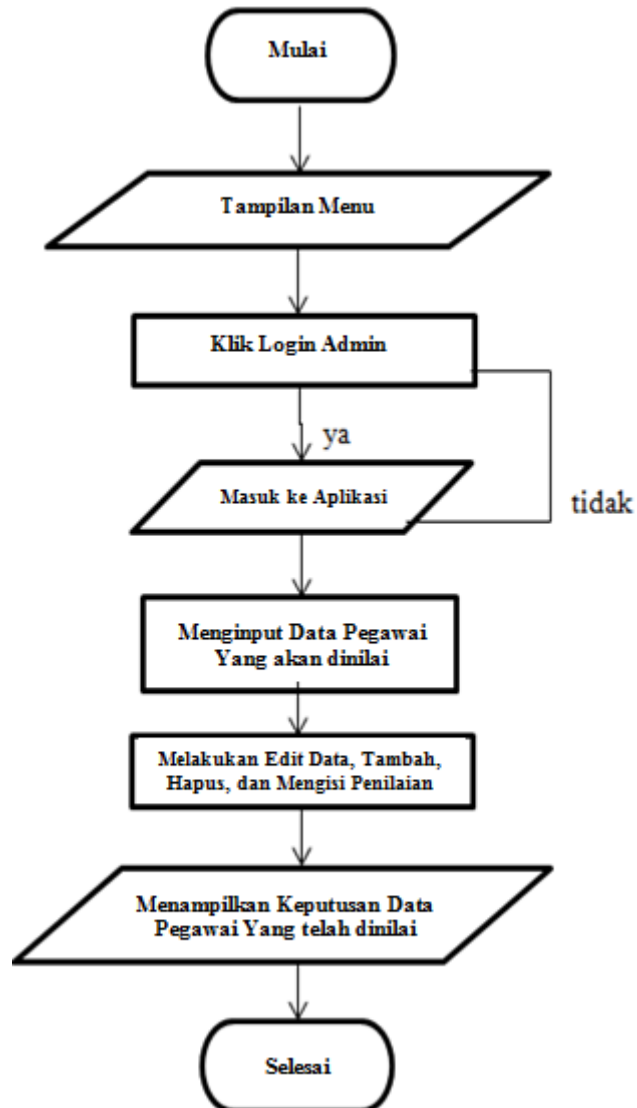 Mulai
Tampilan Menu
Klik Login Admin
ya
Masuk ke Aplikasi
tidak
Menginput Data Pegawai
Yang akan dinilai
Melakukan Edit Data, Tambah,
Hapus, dan Mengisi Penilaian
Menampilkan Keputusan Data
Pegawai Yang telah dinilai
Selesai